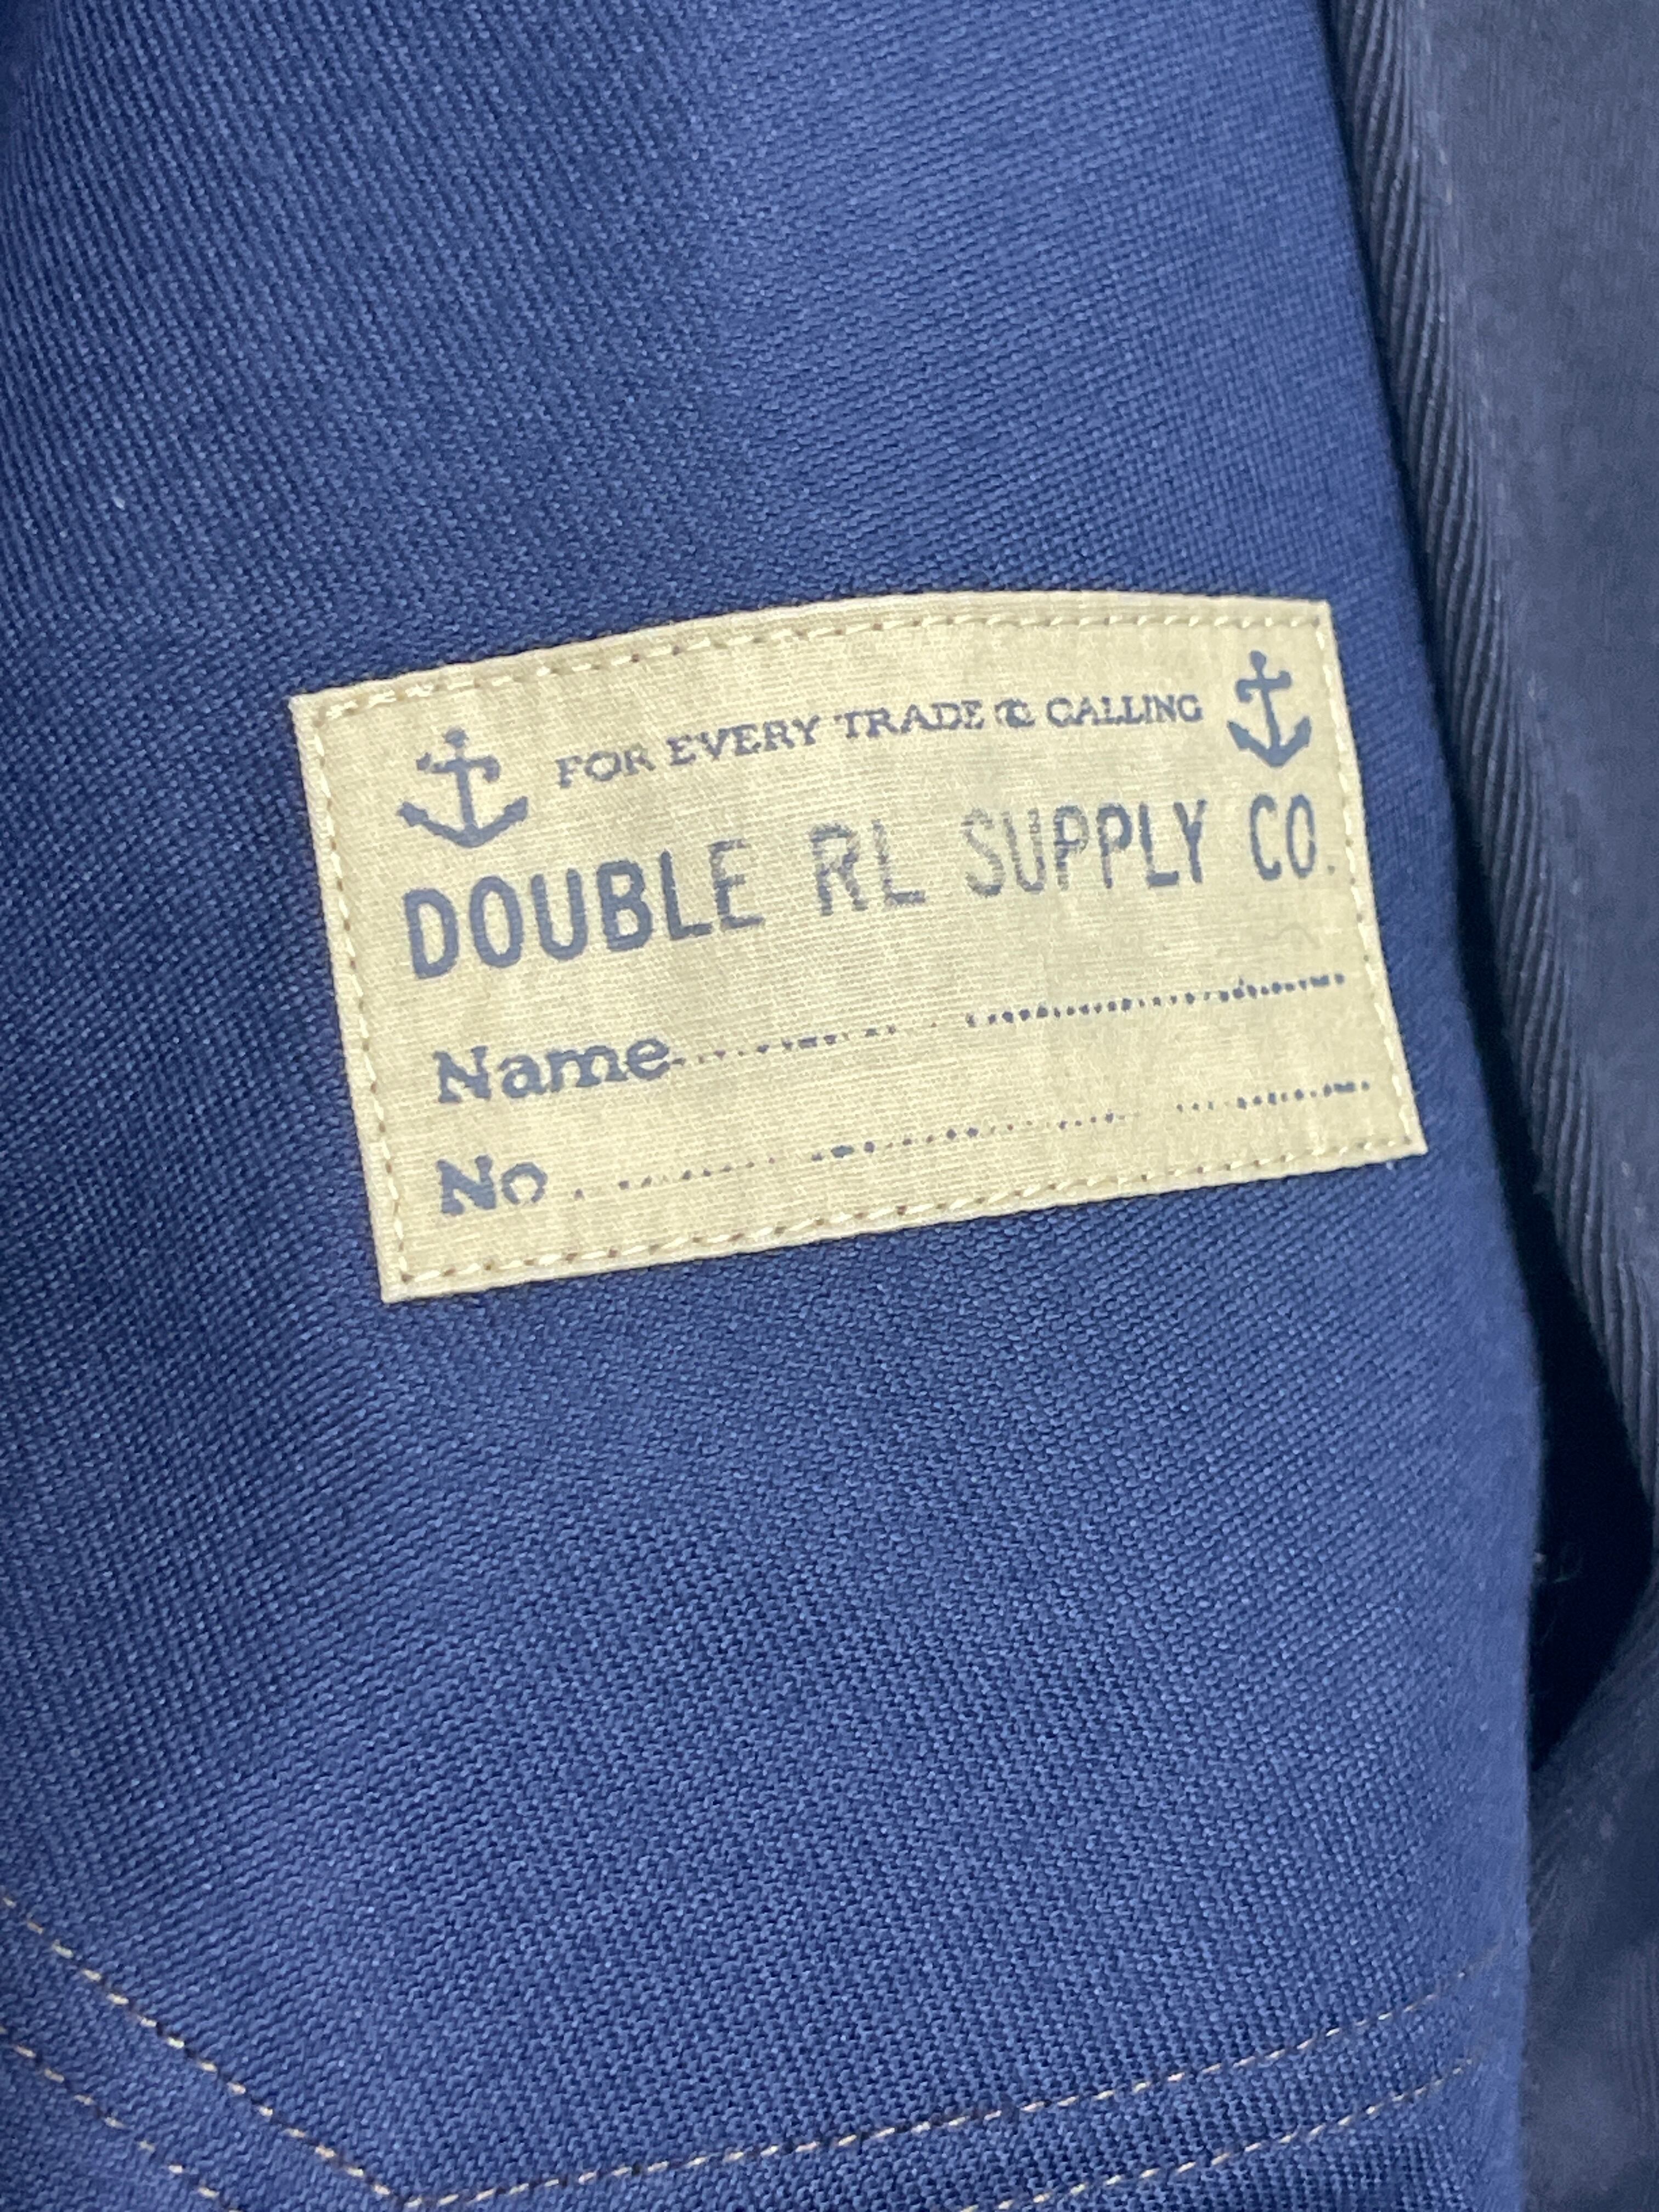 FOR EVERY TRADE & CALLING
DOUBLE RL SUPPLY CO.
Name
No